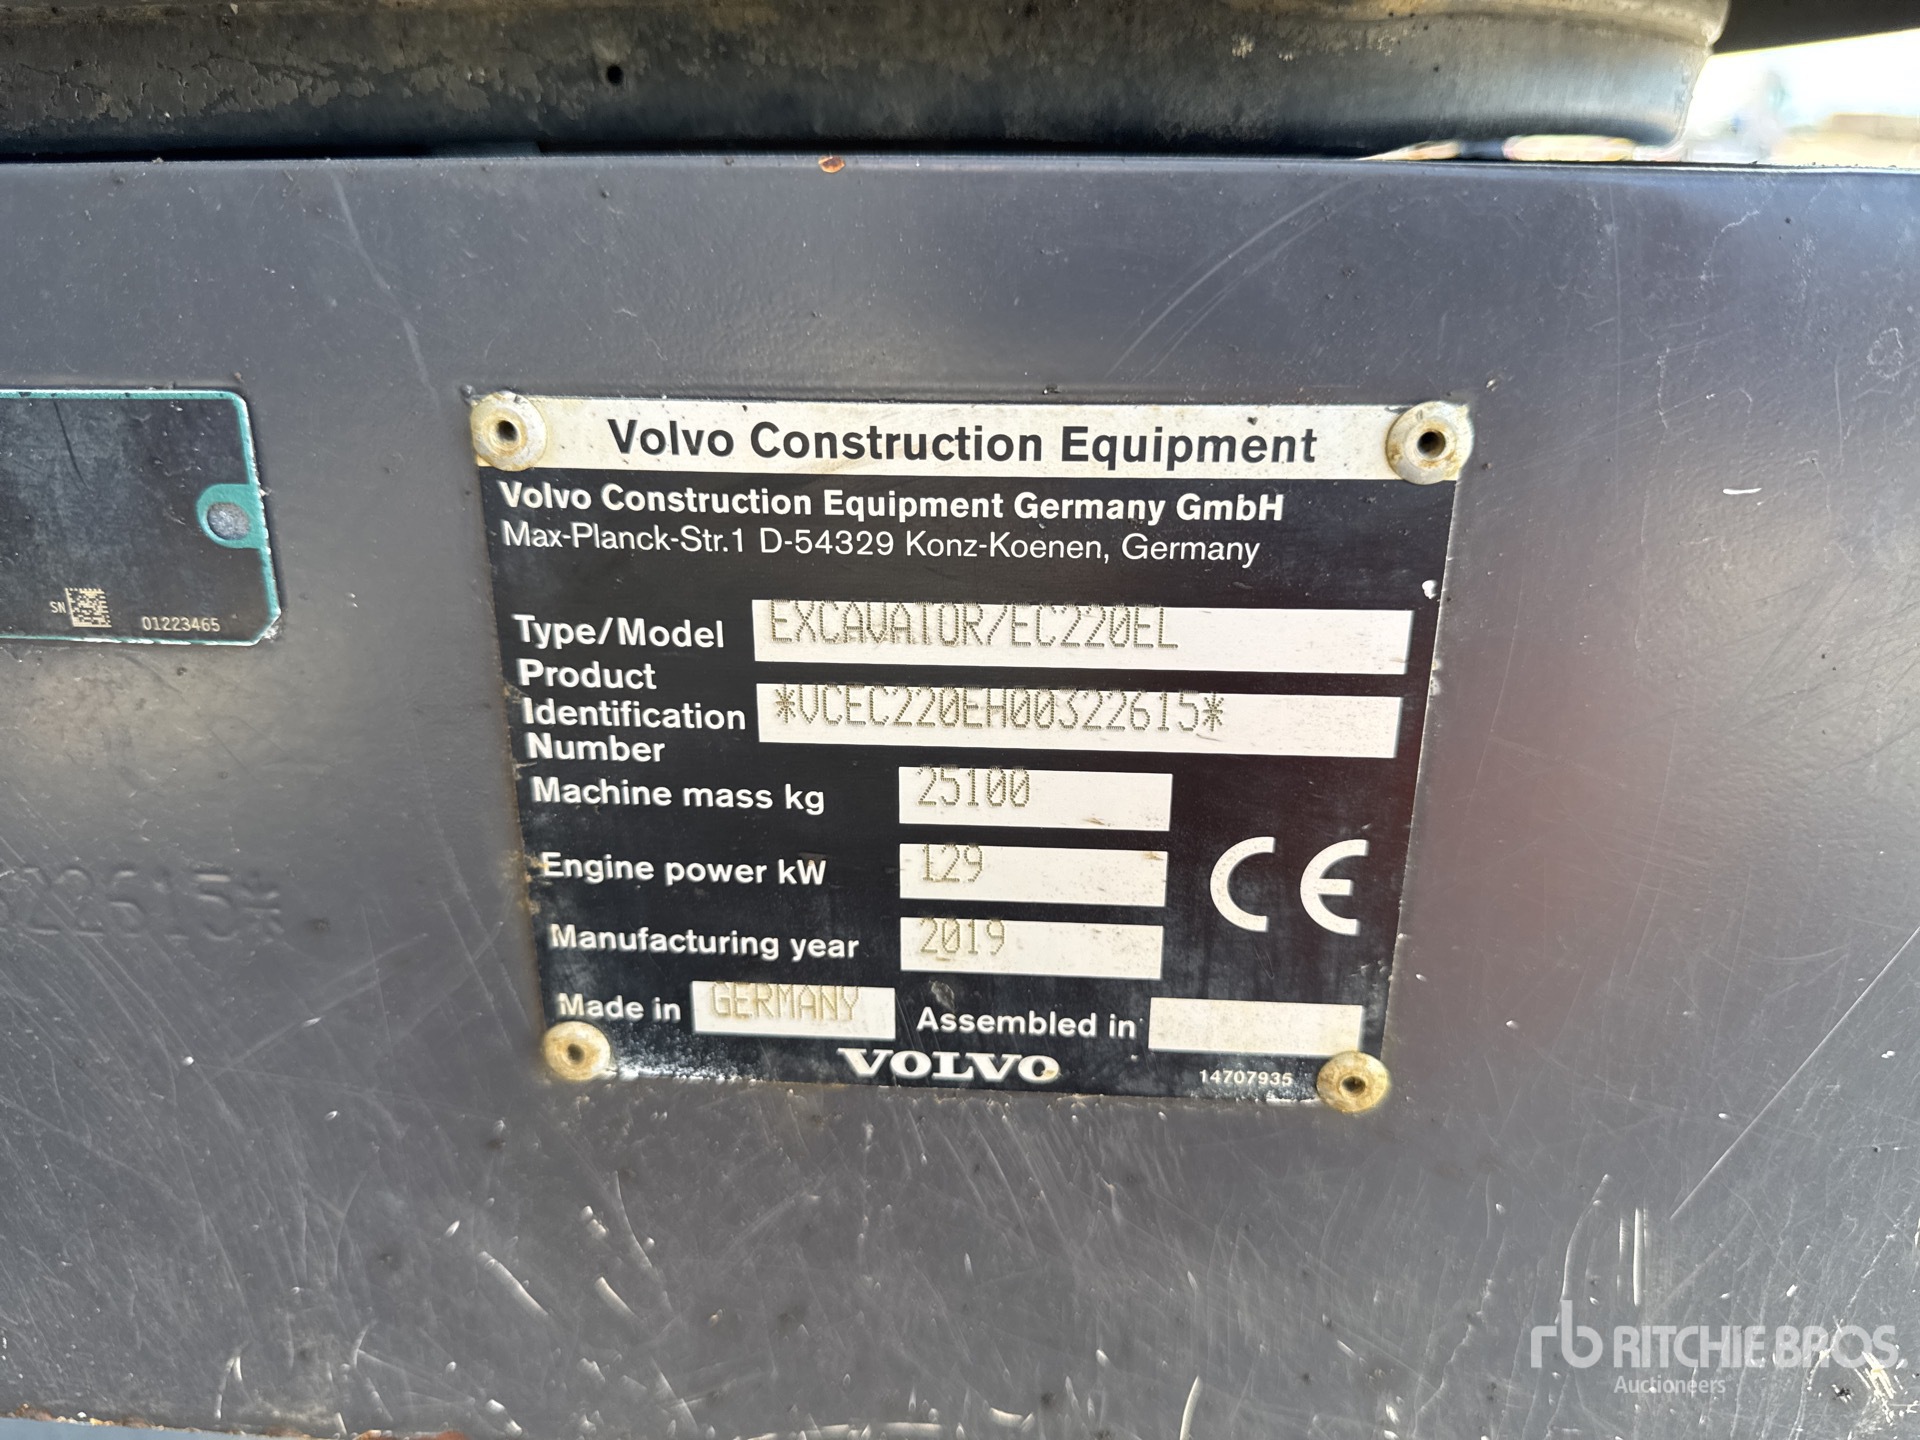 Volvo Construction Equipment
Volvo Construction Equipment Germany GmbH
Max-Planck-Str.1 D-54329 Konz-Koenen, Germany
Type/Model EXCAVATOR/EC220EL
Product
Identification
Number
*VCEC220EH00322615*
Machine mass kg 25100
Engine power kW 129
Manufacturing year 2019
CE
Made in GERMANY Assembled in
VOLVO
14707935
SN 01223465
22615*
rb RITCHIE BROS.
Auctioneers